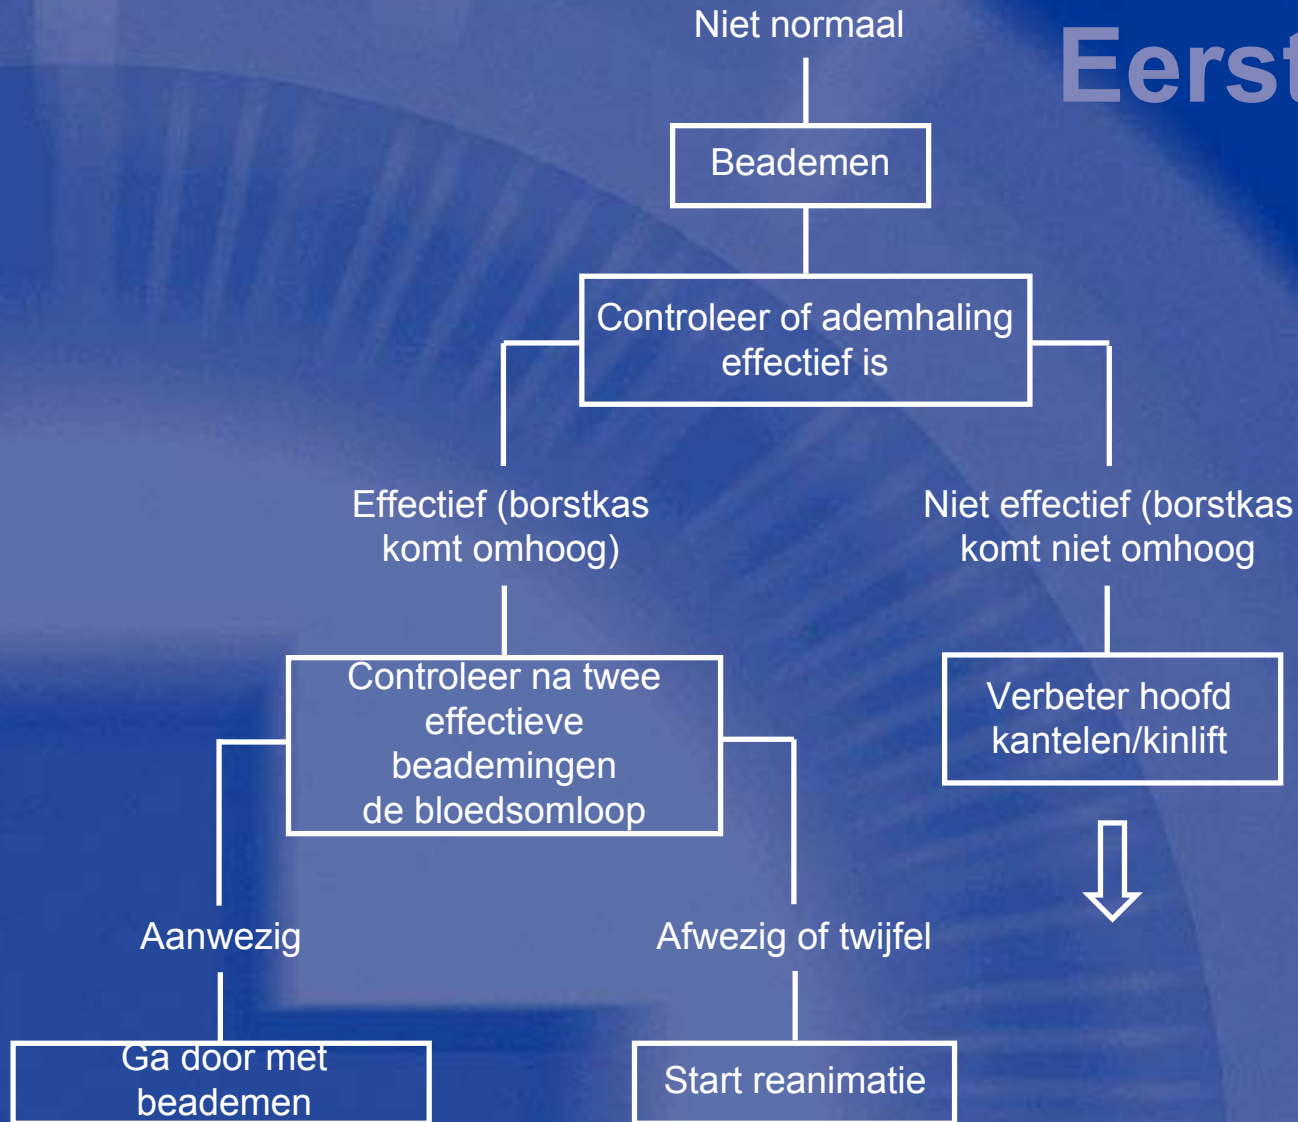 Niet normaal
Eerst
Beademen
Controleer of ademhaling
effectief is
Effectief (borstkas
komt omhoog)
Niet effectief (borstkas
komt niet omhoog
Controleer na twee
effectieve
beademingen
de bloedsomloop
Verbeter hoofd
kantelen/kinlift
Aanwezig
Afwezig of twijfel
Ga door met
beademen
Start reanimatie